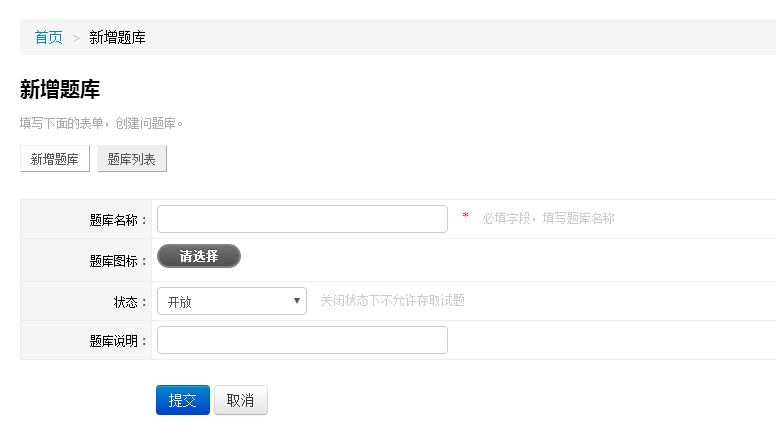 首页 > 新增题库
新增题库
填写下面的表单，创建问题库。
新增题库 题库列表
题库名称： * 必填字段，填写题库名称
题库图标： 请选择
状态： 开放 ▼ 关闭状态下不允许存取试题
题库说明：
提交 取消